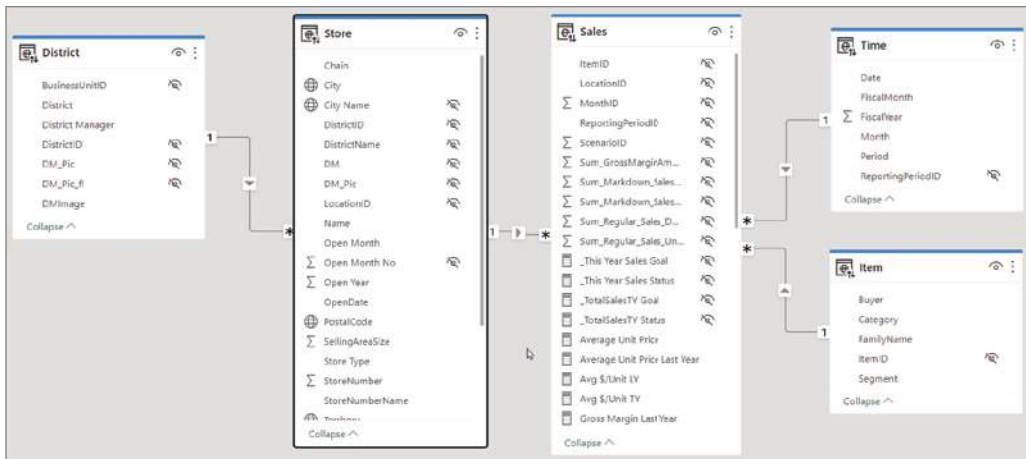 District
BusinessUnitID
District
District Manager
DistrictID
DM_Pic
DM_Pic_fl
DMImage
Collapse
1
*
Store
Chain
City
City Name
DistrictID
DistrictName
DM
DM_Pic
LocationID
Name
Open Month
Open Month No
Open Year
OpenDate
PostalCode
SellingAreaSize
Store Type
StoreNumber
StoreNumberName
Territory
Collapse
1
*
Sales
ItemID
LocationID
MonthID
ReportingPeriodID
ScenarioID
Sum_GrossMarginAm...
Sum_Markdown_Sales...
Sum_Markdown_Sales...
Sum_Regular_Sales_D...
Sum_Regular_Sales_Un...
_This Year Sales Goal
_This Year Sales Status
_TotalSalesTY Goal
_TotalSalesTY Status
Average Unit Price
Average Unit Price Last Year
Avg $/Unit LY
Avg $/Unit TY
Gross Margin Last Year
Collapse
*
*
1
Time
Date
FiscalMonth
FiscalYear
Month
Period
ReportingPeriodID
Collapse
1
Item
Buyer
Category
FamilyName
ItemID
Segment
Collapse